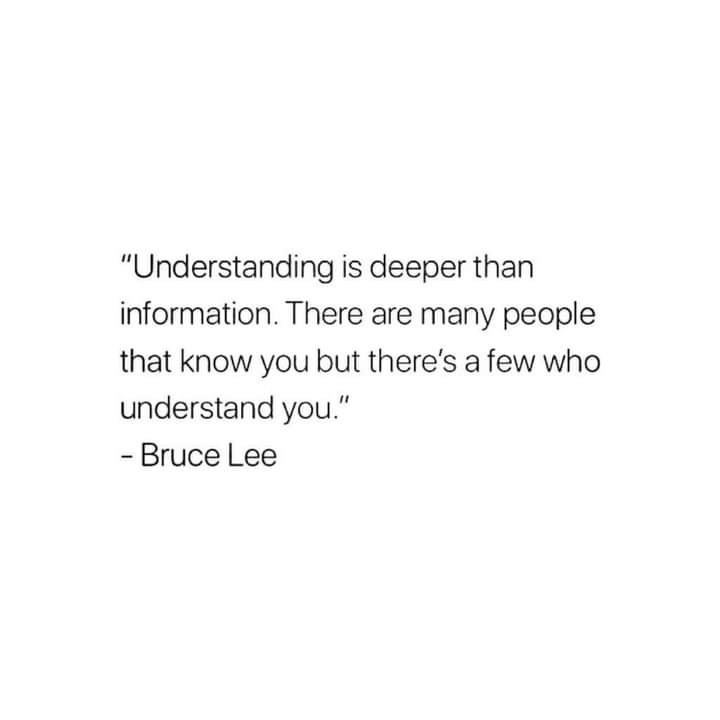 "Understanding is deeper than
information. There are many people
that know you but there's a few who
understand you."
- Bruce Lee